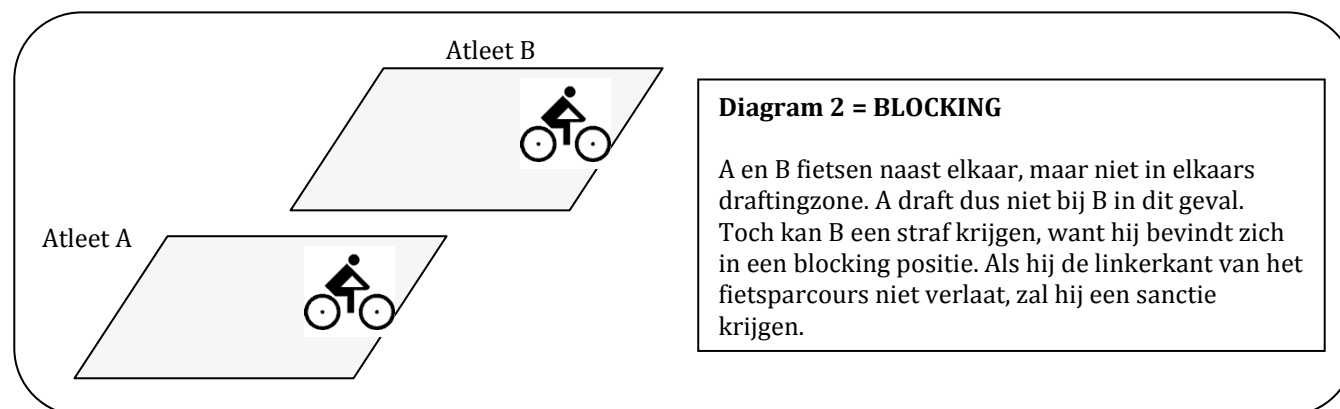 Atleet B
Atleet A
Diagram 2 = BLOCKING
A en B fietsen naast elkaar, maar niet in elkaars
draftingzone. A draft dus niet bij B in dit geval.
Toch kan B een straf krijgen, want hij bevindt zich
in een blocking positie. Als hij de linkerkant van het
fietsparcours niet verlaat, zal hij een sanctie
krijgen.